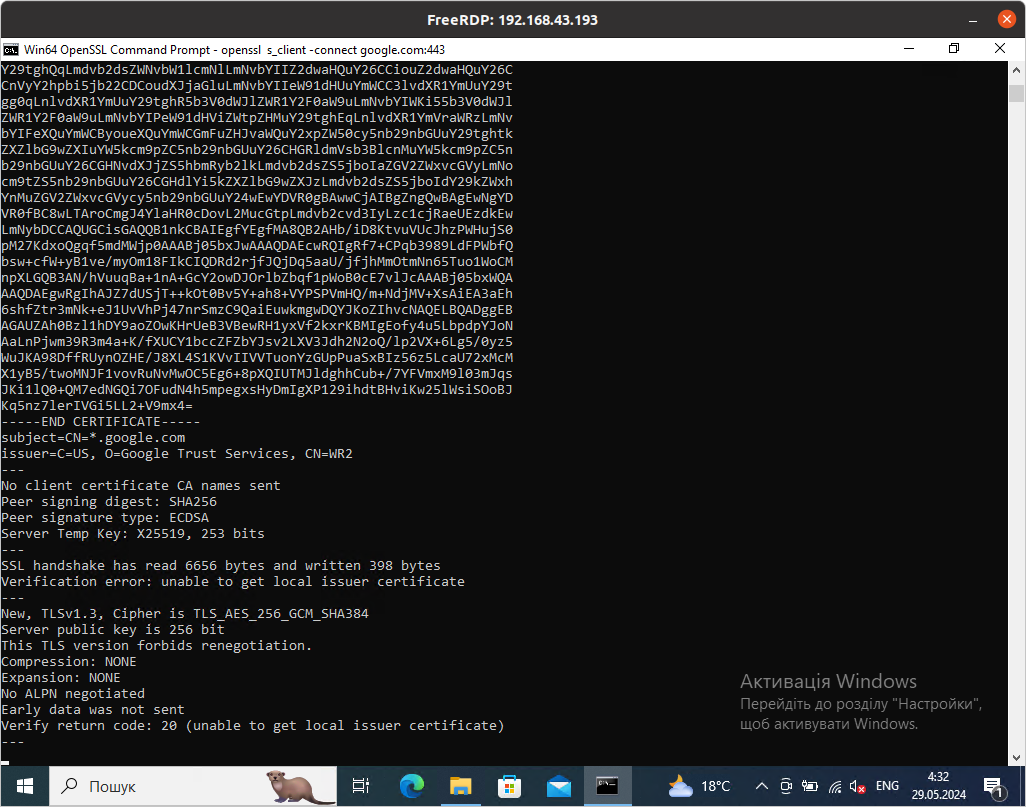 FreeRDP: 192.168.43.193
Win64 OpenSSL Command Prompt - openssl  s_client -connect google.com:443
Y29tghQqLmdvb2dsZWNvbW1lcmNlLmNvbYIIZ2dwaHQuY26CCiouZ2dwaHQuY26C
CnVyY2hpbi5jb22CDCoudXJjaGluLmNvbYIIeW91dHUuYmWCC3lvdXR1YmUuY29t
gg0qLnlvdXR1YmUuY29tghR5b3V0dWJlZWR1Y2F0aW9uLmNvbYIWKi55b3V0dWJl
ZWR1Y2F0aW9uLmNvbYIPeW91dHViZWtpZHMuY29tghEqLnlvdXR1YmVraWRzLmNv
bYIFeXQuYmWCByoueXQuYmWCGmFuZHJvaWQuY2xpZW50cy5nb29nbGUuY29tghtk
ZXZlbG9wZXIuYW5kcm9pZC5nb29nbGUuY26CHGRldmVsb3BlcnMuYW5kcm9pZC5n
b29nbGUuY26CGHNvdXJjZS5hbmRyb2lkLmdvb2dsZS5jboIaZGV2ZWxvcGVyLmNo
cm9tZS5nb29nbGUuY26CGHdlYi5kZXZlbG9wZXJzLmdvb2dsZS5jboIdY29kZWxh
YnMuZGV2ZWxvcGVycy5nb29nbGUuY24wEwYDVR0gBAwwCjAIBgZngQwBAgEwNgYD
VR0fBC8wLTAroCmgJ4YlaHR0cDovL2MucGtpLmdvb2cvd3IyLzc1cjRaeUEzdkEw
LmNybDCCAQUGCisGAQQB1nkCBAIEgfYEgfMA8QB2AHb/iD8KtvuVUcJhzPWHujS0
pM27KdxoQgqf5mdMWjp0AAABj05bxJwAAAQDAEcwRQIgRf7+CPqb3989LdFPWbfQ
bsw+cfW+yB1ve/myOm18FIkCIQDRd2rjfJQjDq5aaU/jfjhMmOtmNn65Tuo1WoCM
npXLGQB3AN/hVuuqBa+1nA+GcY2owDJOrlbZbqf1pWoB0cE7vlJcAAABj05bxWQA
AAQDAEgwRgIhAJZ7dUSjT++kOt0Bv5Y+ah8+VYPSPVmHQ/m+NdjMV+XsAiEA3aEh
6shfZtr3mNk+eJ1UvVhPj47nrSmzC9QaiEuwkmgwDQYJKoZIhvcNAQELBQADggEB
AGAUZAh0Bzl1hDY9aoZOwKHrUeB3VBewRH1yxVf2kxrKBMIgEofy4u5LbpdpYJoN
AaLnPjwm39R3m4a+K/fXUCY1bccZFZbYJsv2LXV3Jdh2N2oQ/lp2VX+6Lg5/0yz5
WuJKA98DffRUynOZHE/J8XL4S1KVvIIVVTuonYzGUpPuaSxBIz56z5LcaU72xMcM
X1yB5/twoMNJF1vovRuNvMwOC5Eg6+8pXQIUTMJldghhCub+/7YFVmxM9l03mJqs
JKi1lQ0+QM7edNGQi7OFudN4h5mpegxsHyDmIgXP129ihdtBHviKw25lWsiSOoBJ
Kq5nz7lerIVGi5LL2+V9mx4=
-----END CERTIFICATE-----
subject=CN=*.google.com
issuer=C=US, O=Google Trust Services, CN=WR2
---
No client certificate CA names sent
Peer signing digest: SHA256
Peer signature type: ECDSA
Server Temp Key: X25519, 253 bits
---
SSL handshake has read 6656 bytes and written 398 bytes
Verification error: unable to get local issuer certificate
---
New, TLSv1.3, Cipher is TLS_AES_256_GCM_SHA384
Server public key is 256 bit
This TLS version forbids renegotiation.
Compression: NONE
Expansion: NONE
No ALPN negotiated
Early data was not sent
Verify return code: 20 (unable to get local issuer certificate)
---
Активація Windows
Перейдіть до розділу "Настройки",
щоб активувати Windows.
Пошук
18°C
ENG
4:32
29.05.2024
1